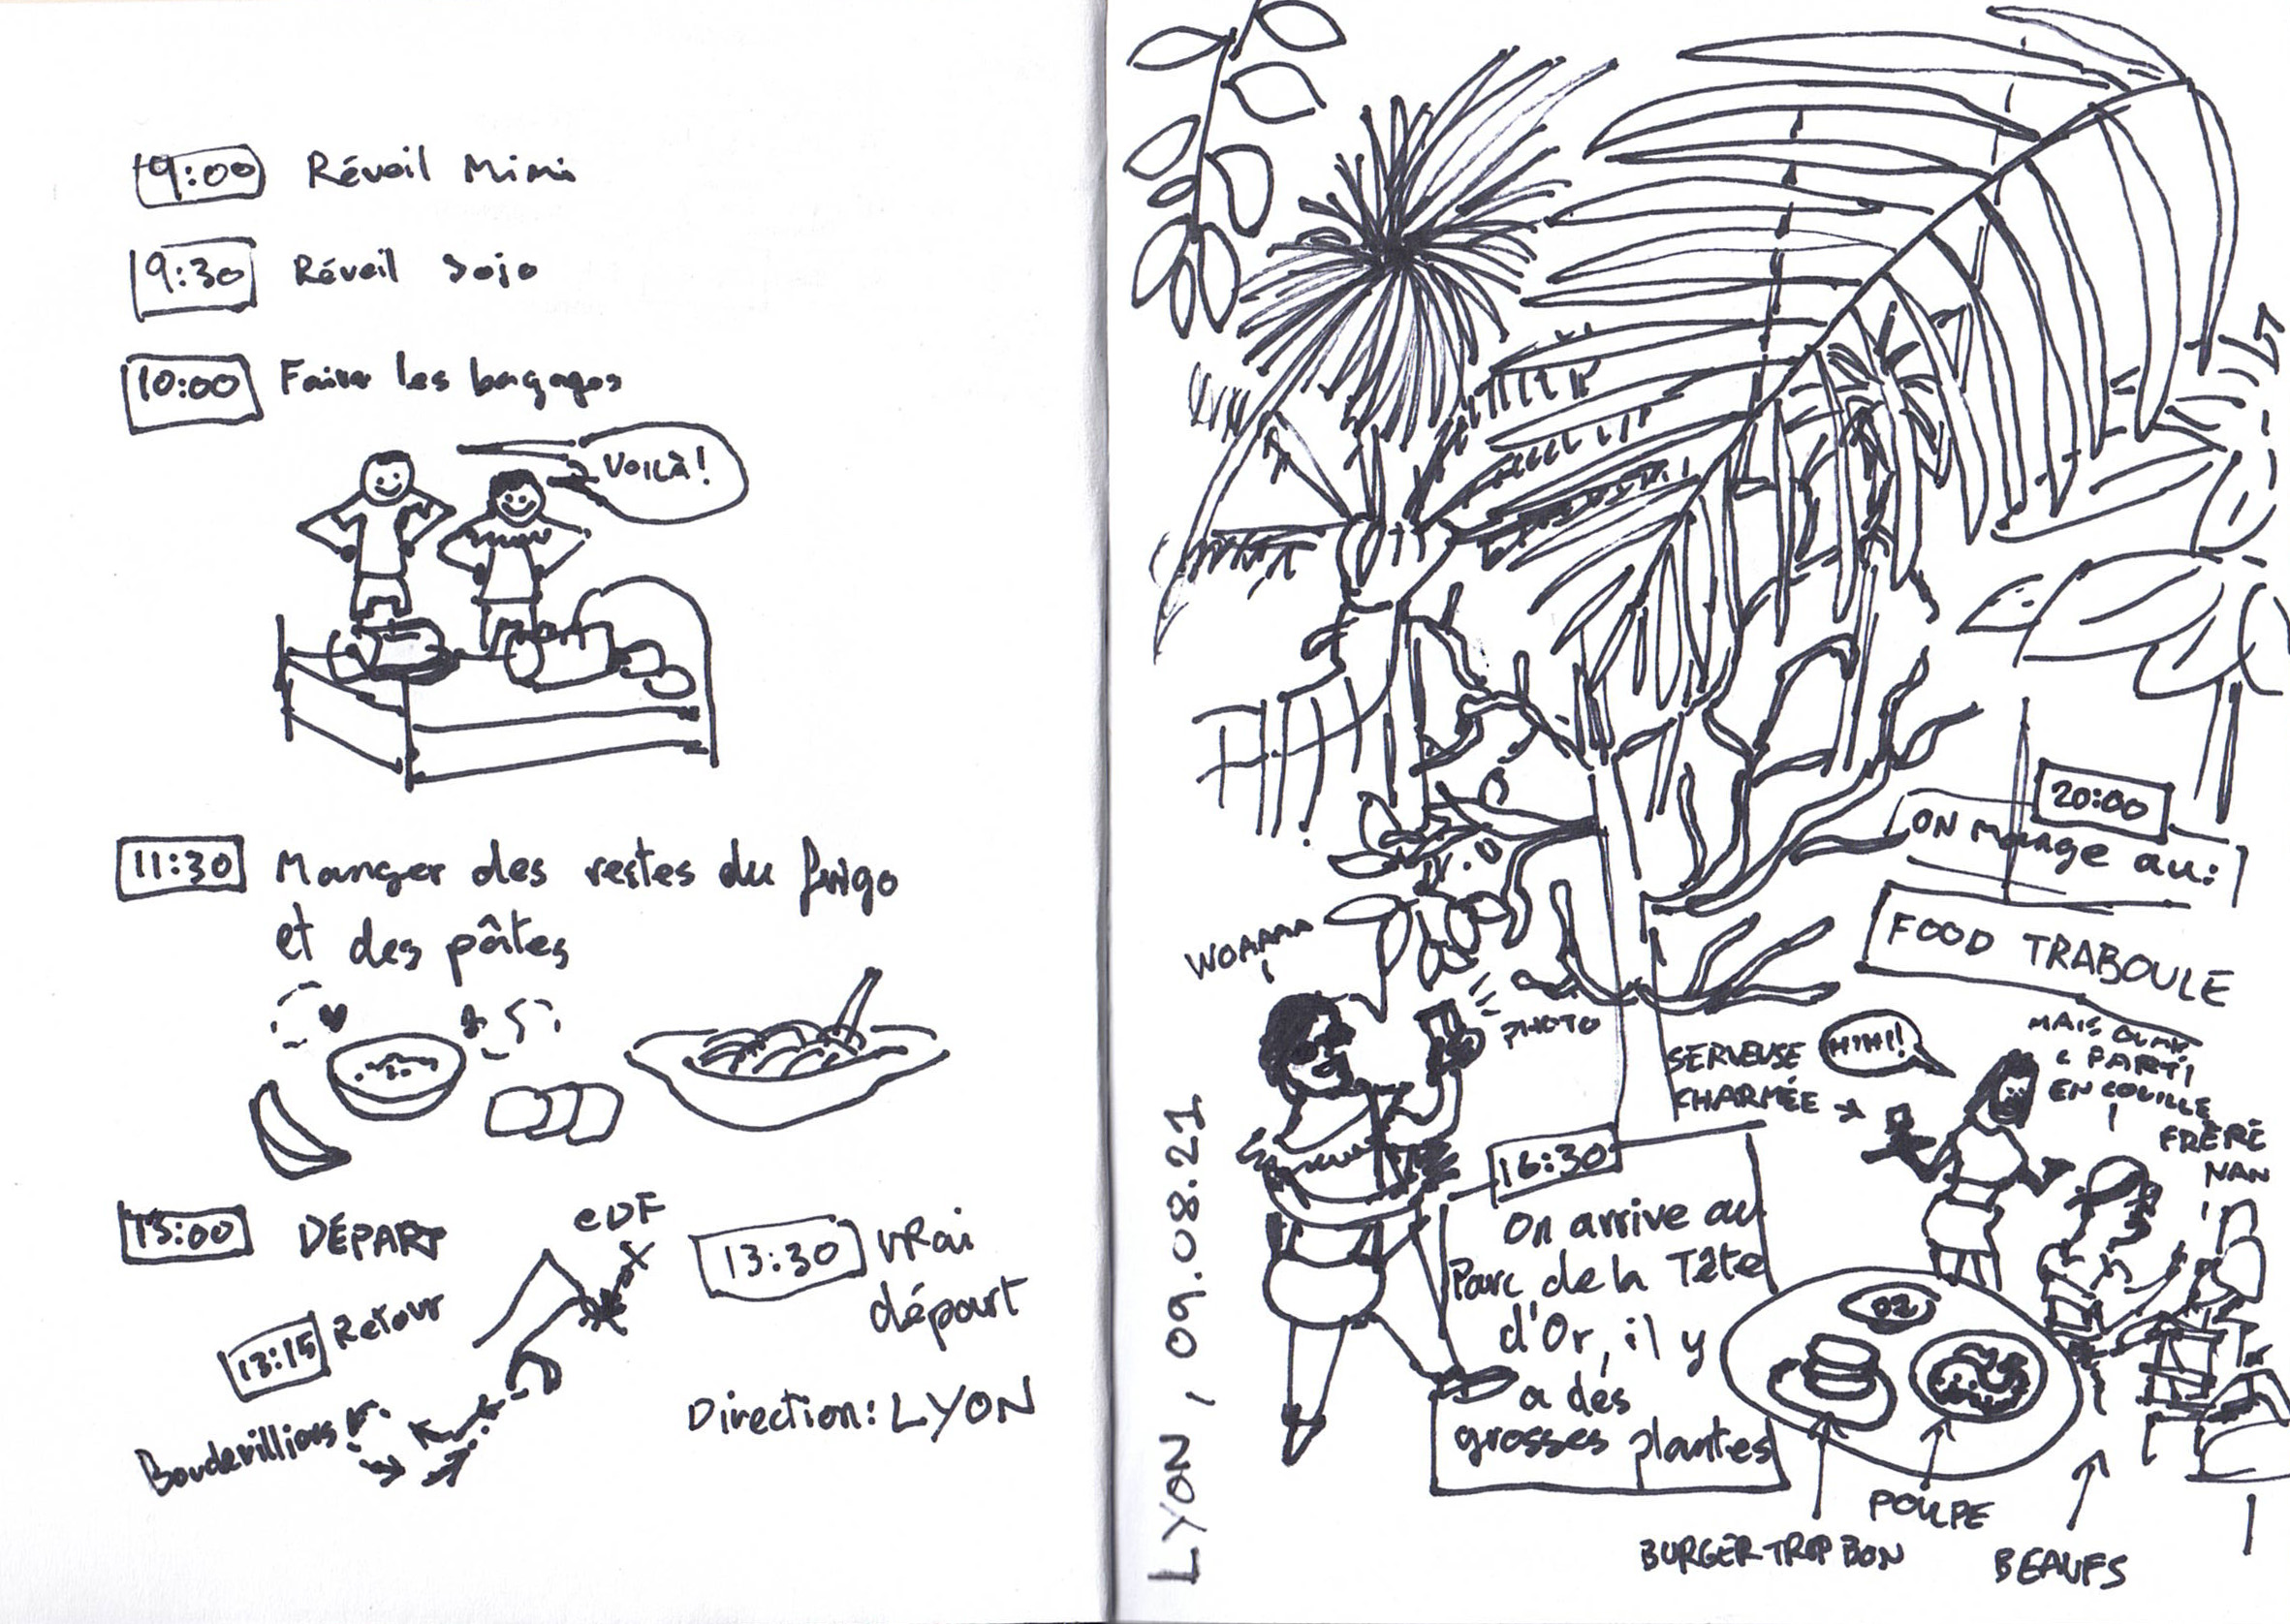 9:00 Réveil Mimi
9:30 Réveil Jojo
10:00 Faire les bagages
VOILÀ!
11:30 Manger des restes du frigo
et des pâtes
13:00 DÉPART
CDF
13:15 Retour
13:30 vrai
départ
Boudevilliers
Direction: LYON
LYON, 09.08.21
WOAAAA
PHOTO
16:30
On arrive au
Parc de la Tête
d'Or, il y
a des
grosses plantes
20:00
ON mange au:
FOOD TRABOULE
SERVEUSE
CHARMÉE
HIHI!
MAIS
C PARTI
EN COUILLE
FRÈRE
NAN
BURGER TROP BON
POULPE
BEAUFS